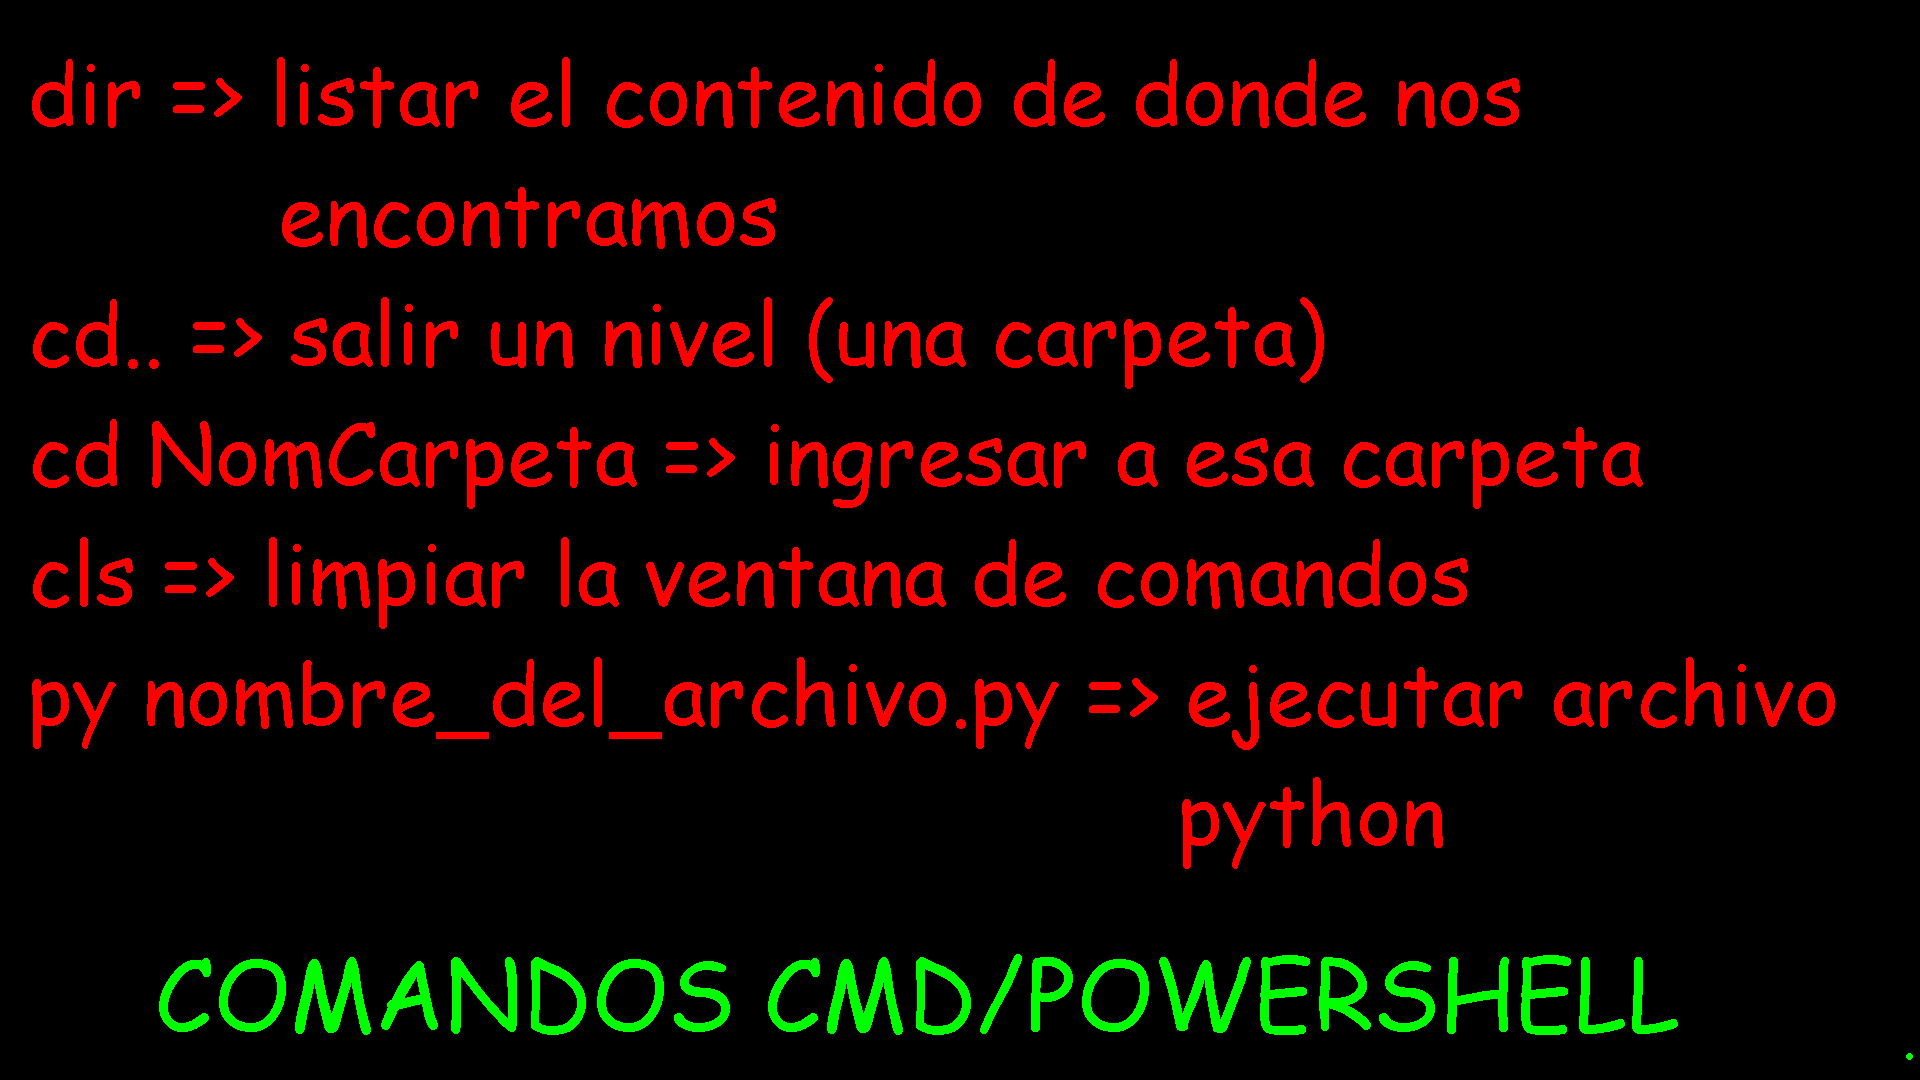 dir => listar el contenido de donde nos
encontramos
cd.. => salir un nivel (una carpeta)
cd NomCarpeta => ingresar a esa carpeta
cls => limpiar la ventana de comandos
py nombre_del_archivo.py => ejecutar archivo
python
COMANDOS CMD/POWERSHELL